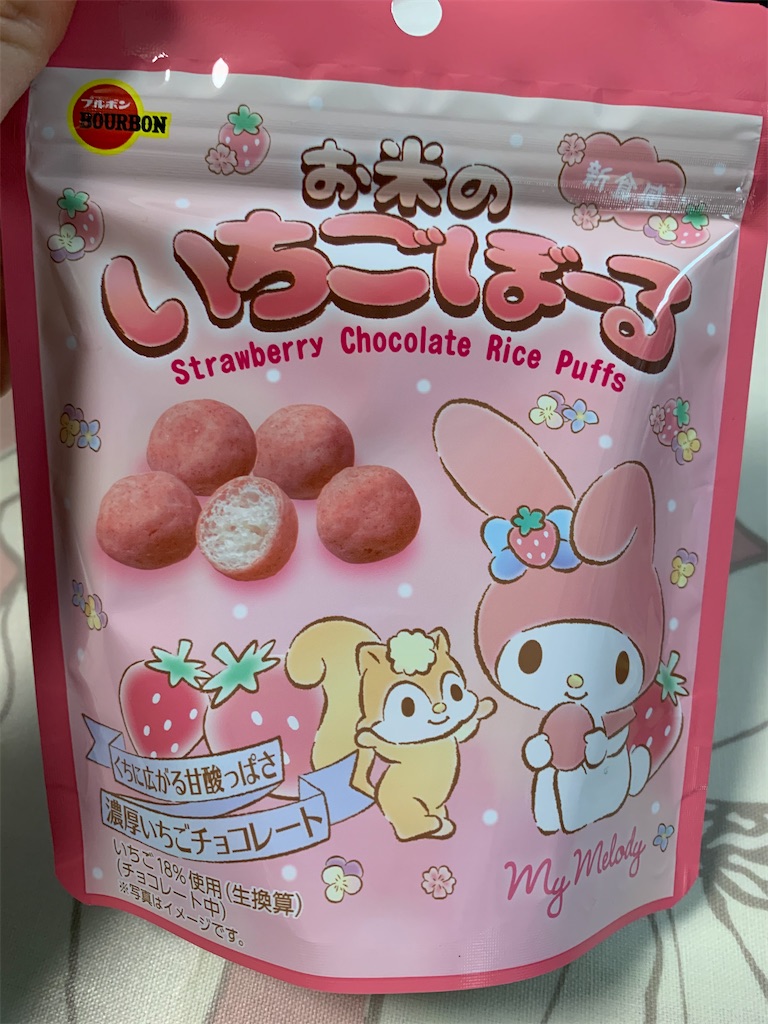 ブルボン
BOURBON
お米の
新食感
いちごぼーる
Strawberry Chocolate Rice Puffs
くちに広がる甘酸っぱさ
濃厚いちごチョコレート
いちご18%使用(生換算)
(チョコレート中)
※写真はイメージです。
My Melody